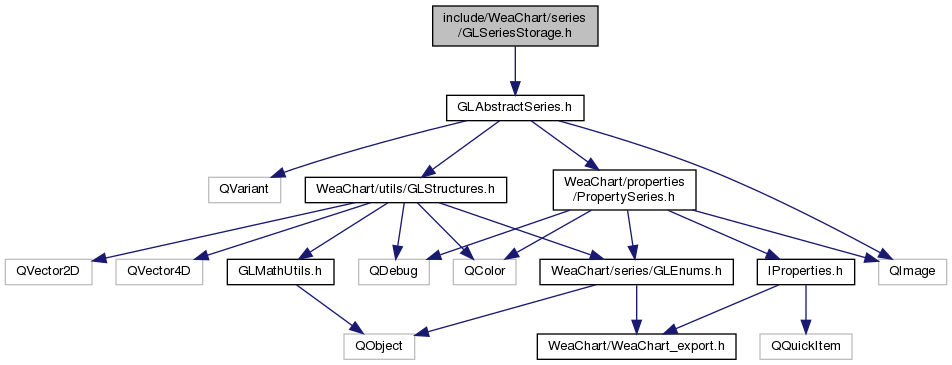 include/WeaChart/series
/GLSeriesStorage.h
GLAbstractSeries.h
QVariant
WeaChart/utils/GLStructures.h
WeaChart/properties
/PropertySeries.h
QVector2D
QVector4D
GLMathUtils.h
QDebug
QColor
WeaChart/series/GLEnums.h
IProperties.h
QImage
QObject
WeaChart/WeaChart_export.h
QQuickItem